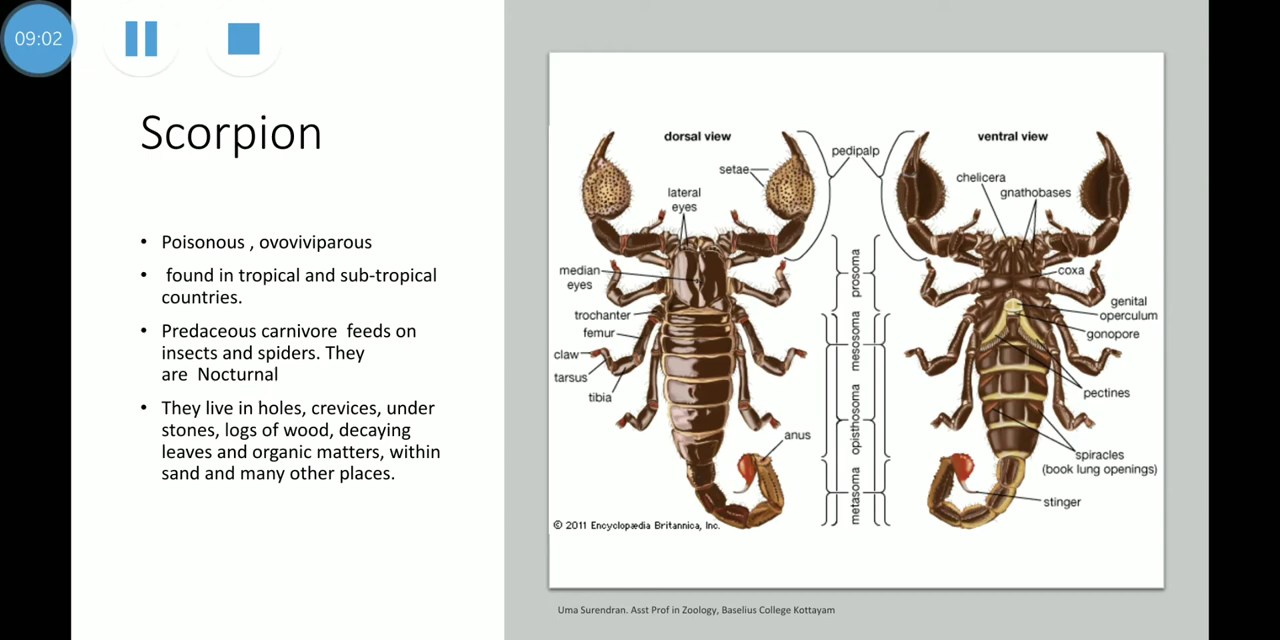 09:02
Scorpion
• Poisonous , ovoviviparous
• found in tropical and sub-tropical
countries.
• Predaceous carnivore feeds on
insects and spiders. They
are Nocturnal
• They live in holes, crevices, under
stones, logs of wood, decaying
leaves and organic matters, within
sand and many other places.
dorsal view
ventral view
pedipalp
setae
lateral
eyes
median
eyes
trochanter
femur
claw
tarsus
tibia
anus
prosoma
mesosoma
opisthosoma
metasoma
chelicera
gnathobases
coxa
genital
operculum
gonopore
pectines
spiracles
(book lung openings)
stinger
© 2011 Encyclopædia Britannica, Inc.
Uma Surendran. Asst Prof in Zoology, Baselius College Kottayam